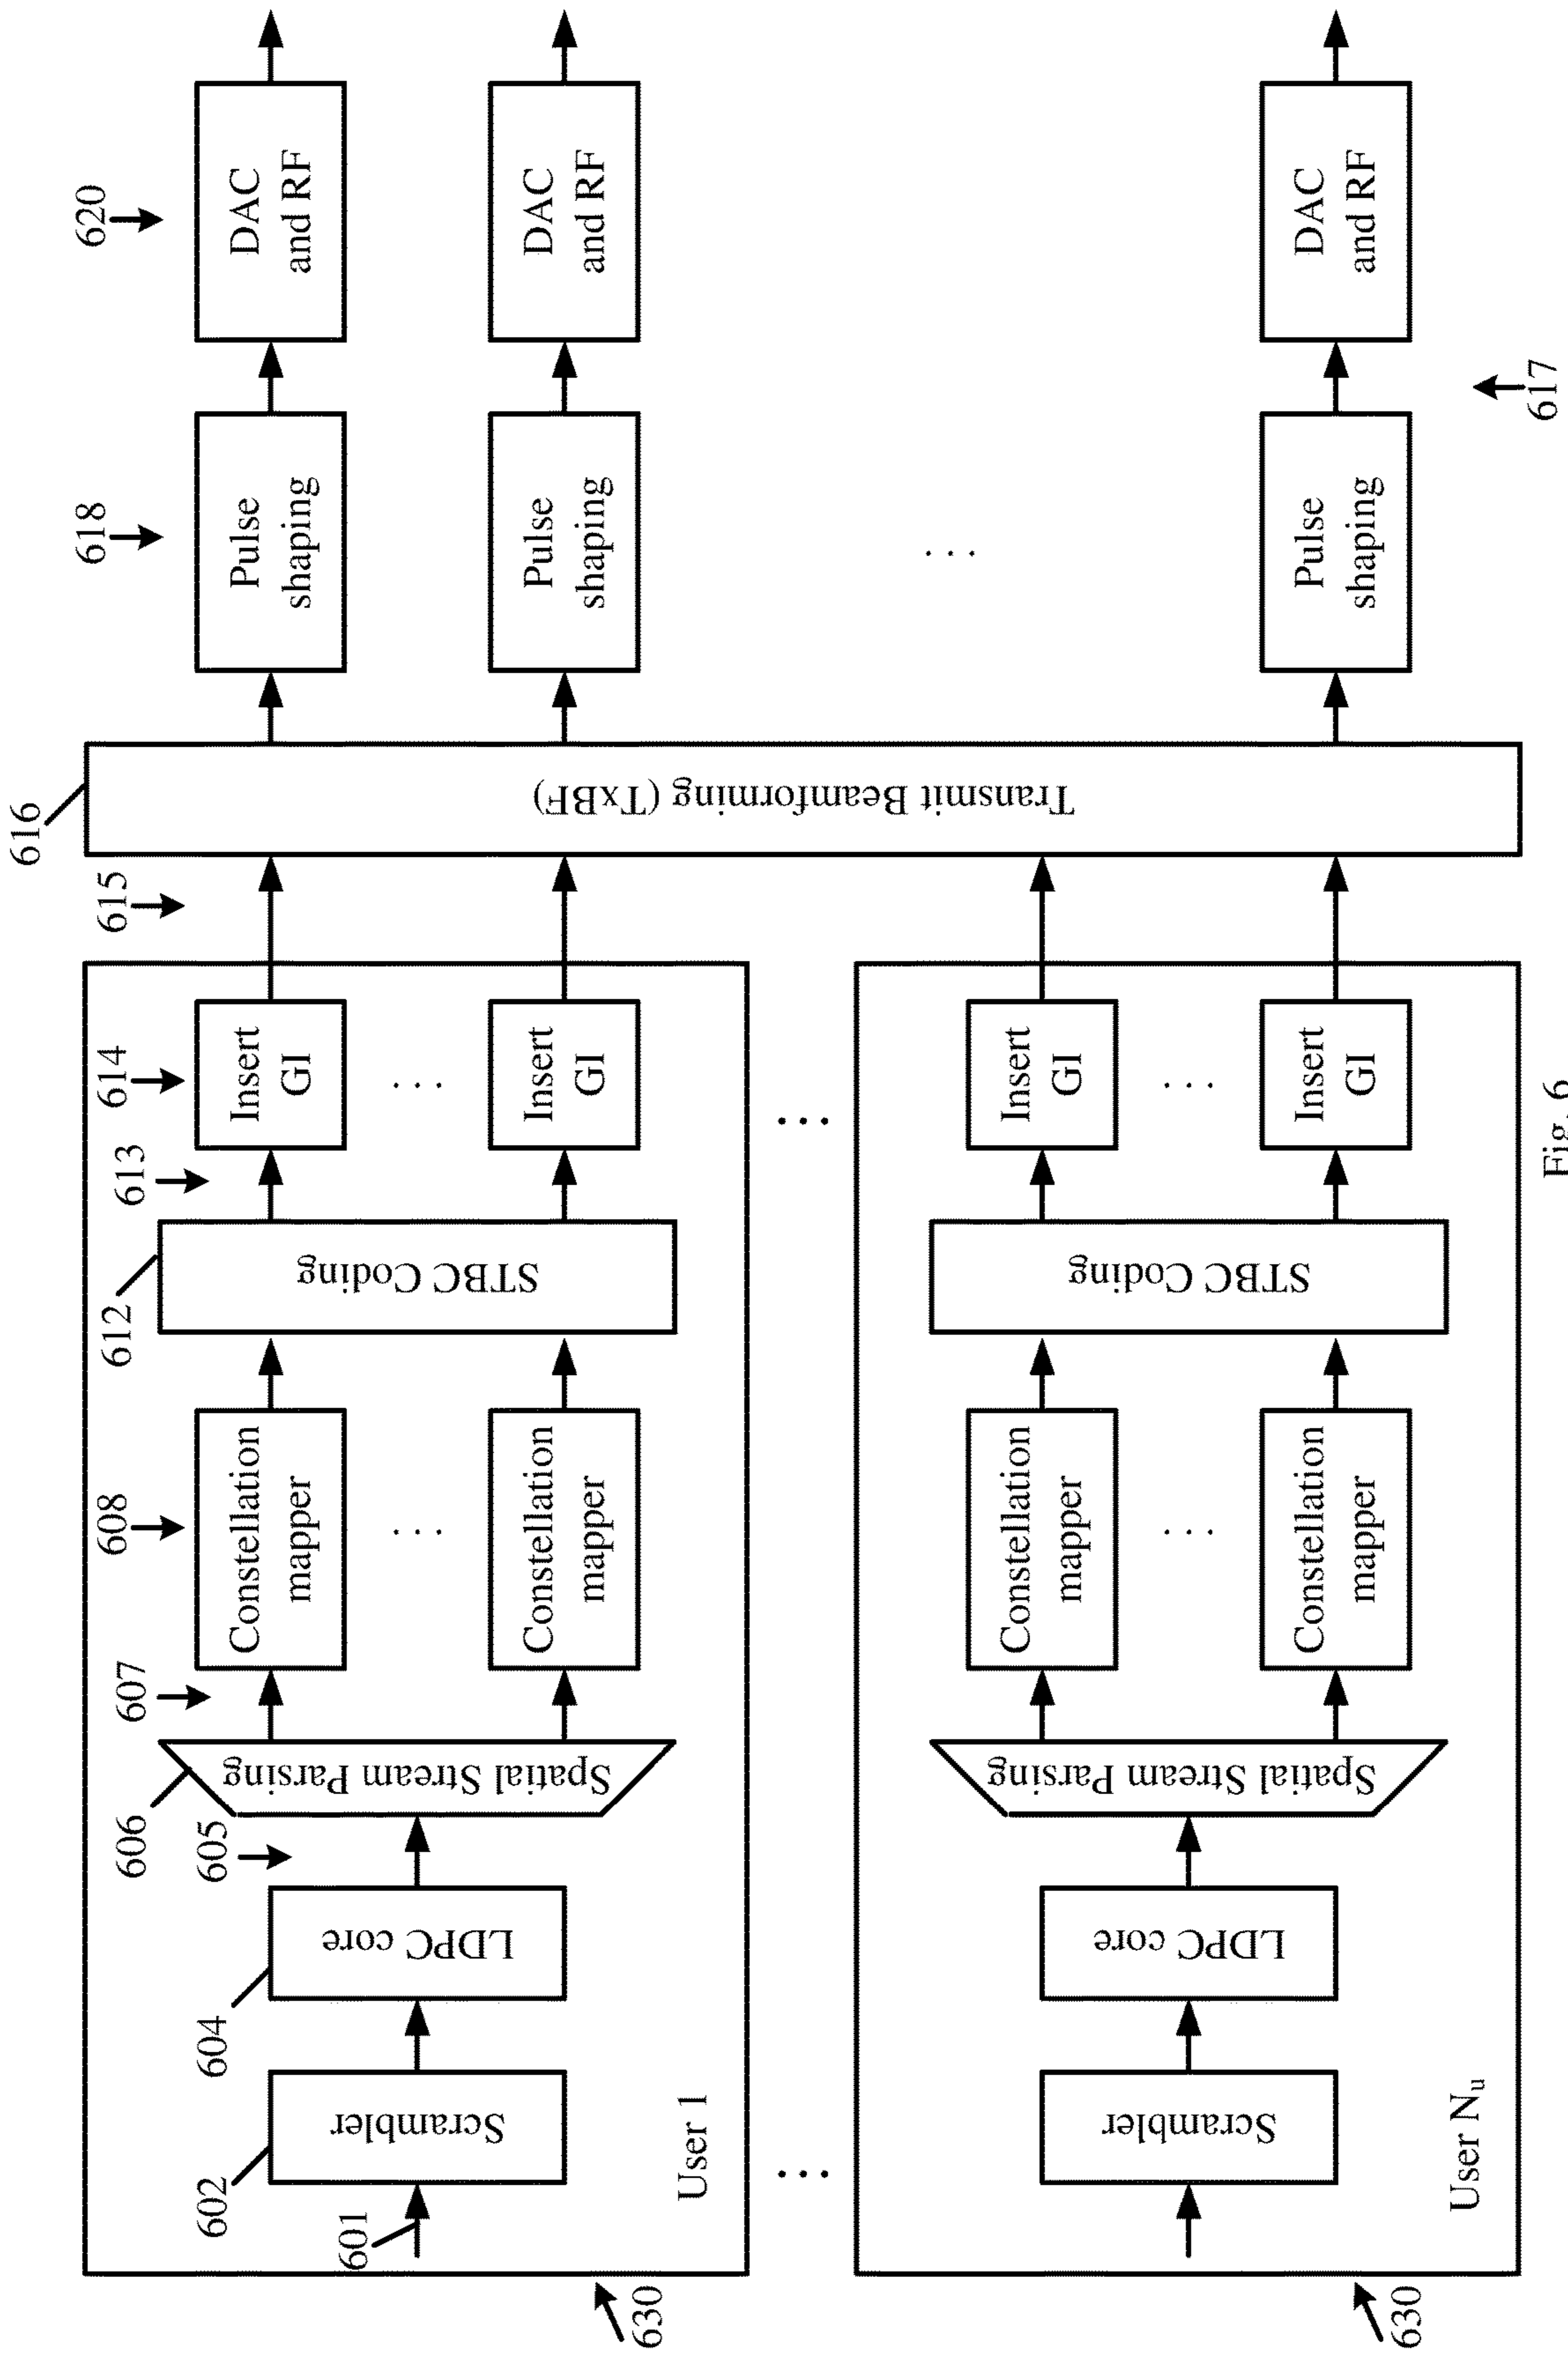 630
601
602
Scrambler
604
LDPC core
605
606
Spatial Stream Parsing
607
608
Constellation
mapper
. . .
Constellation
mapper
612
STBC Coding
613
614
Insert
GI
. . .
Insert
GI
User 1
615
616
Transmit Beamforming (TxBF)
618
Pulse
shaping
620
DAC
and RF
Pulse
shaping
DAC
and RF
. . .
. . .
. . .
630
Scrambler
LDPC core
Spatial Stream Parsing
Constellation
mapper
. . .
Constellation
mapper
STBC Coding
Insert
GI
. . .
Insert
GI
User Nu
Pulse
shaping
DAC
and RF
617
Fig. 6